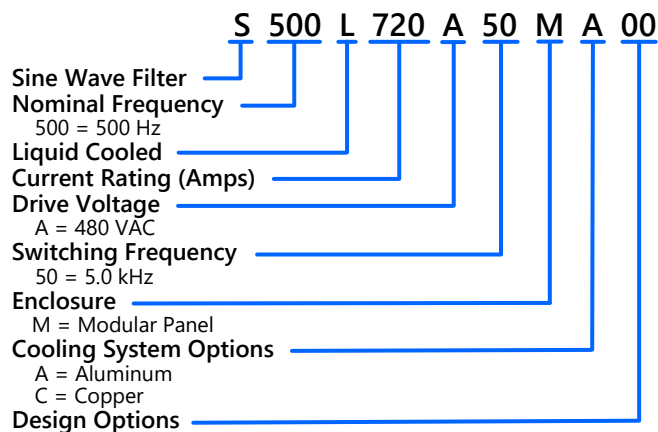 S 500 L 720 A 50 M A 00
Sine Wave Filter
Nominal Frequency
500 = 500 Hz
Liquid Cooled
Current Rating (Amps)
Drive Voltage
A = 480 VAC
Switching Frequency
50 = 5.0 kHz
Enclosure
M = Modular Panel
Cooling System Options
A = Aluminum
C = Copper
Design Options